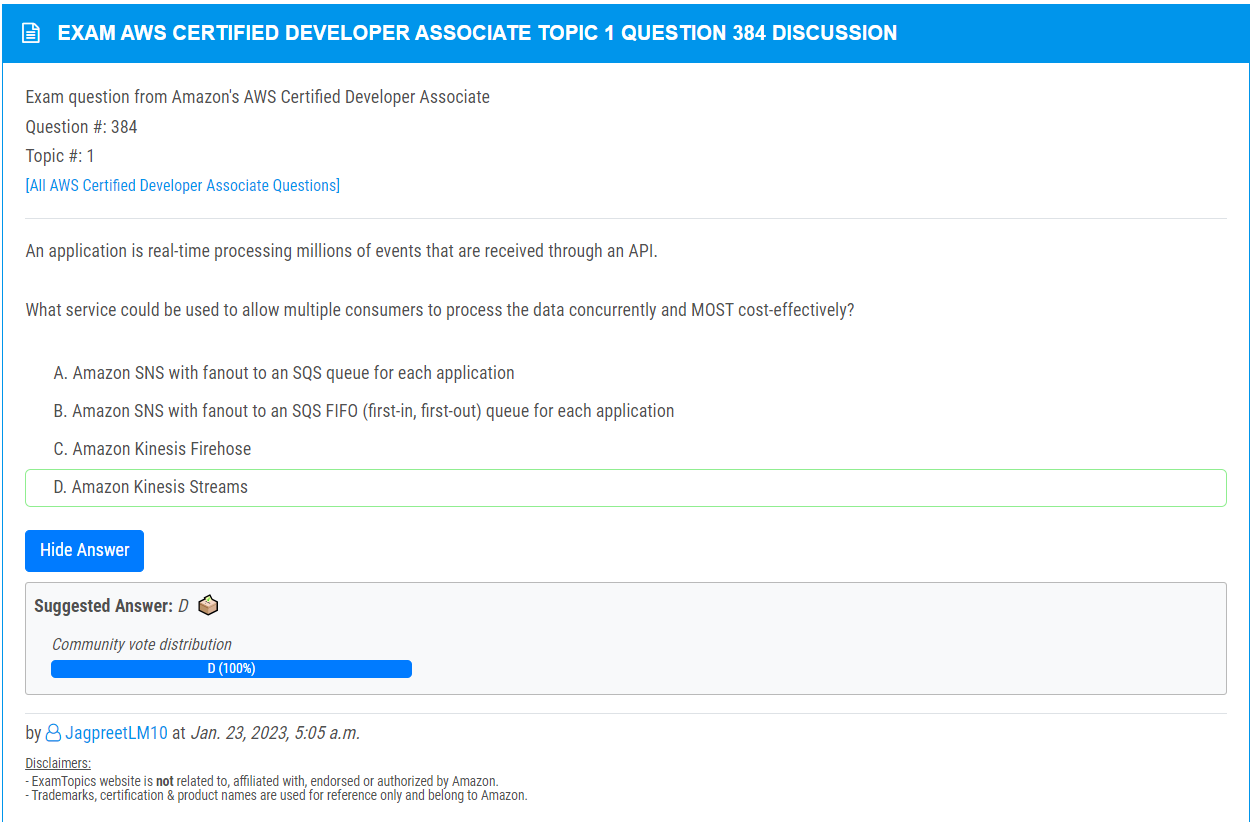 EXAM AWS CERTIFIED DEVELOPER ASSOCIATE TOPIC 1 QUESTION 384 DISCUSSION
Exam question from Amazon's AWS Certified Developer Associate
Question #: 384
Topic #: 1
[All AWS Certified Developer Associate Questions]
An application is real-time processing millions of events that are received through an API.
What service could be used to allow multiple consumers to process the data concurrently and MOST cost-effectively?
A. Amazon SNS with fanout to an SQS queue for each application
B. Amazon SNS with fanout to an SQS FIFO (first-in, first-out) queue for each application
C. Amazon Kinesis Firehose
D. Amazon Kinesis Streams
Hide Answer
Suggested Answer: D
Community vote distribution
D (100%)
by JagpreetLM10 at Jan. 23, 2023, 5:05 a.m.
Disclaimers:
- ExamTopics website is not related to, affiliated with, endorsed or authorized by Amazon.
- Trademarks, certification & product names are used for reference only and belong to Amazon.